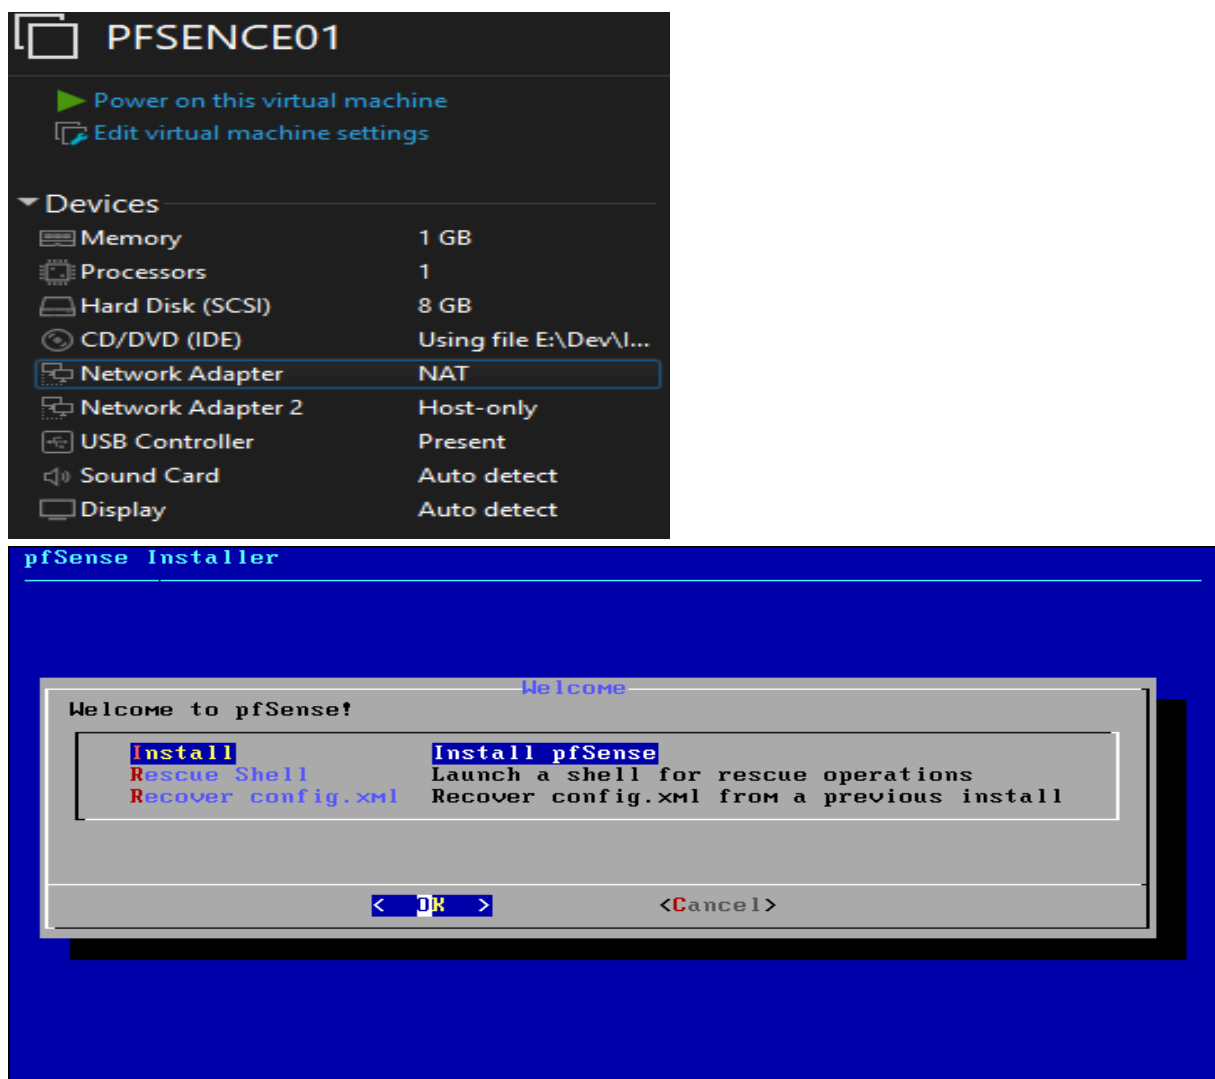 PFSENCE01
Power on this virtual machine
Edit virtual machine settings
Devices
Memory 1 GB
Processors 1
Hard Disk (SCSI) 8 GB
CD/DVD (IDE) Using file E:\Dev\I...
Network Adapter NAT
Network Adapter 2 Host-only
USB Controller Present
Sound Card Auto detect
Display Auto detect
pfSense Installer
Welcome
Welcome to pfSense!
Install Install pfSense
Rescue Shell Launch a shell for rescue operations
Recover config.xml Recover config.xml from a previous install
< OK > <Cancel>